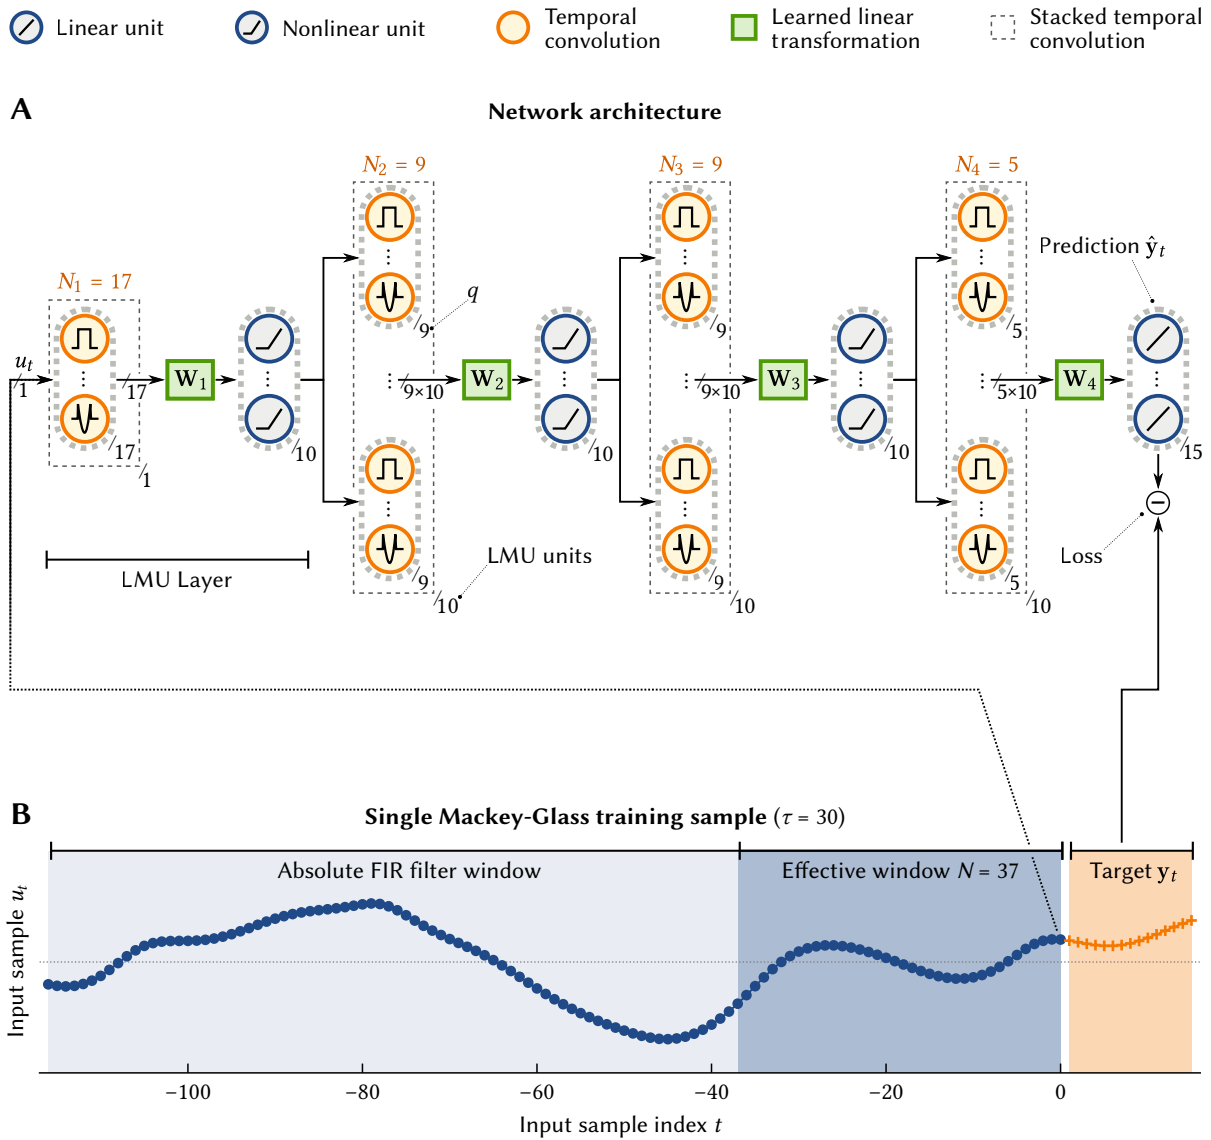 Linear unit
Nonlinear unit
Temporal
convolution
Learned linear
transformation
Stacked temporal
convolution
A
Network architecture
N₂ = 9
N₃ = 9
N₄ = 5
Prediction ŷₜ
N₁ = 17
q
9
9
5
uₜ
1
17
W₁
9×10
W₂
9×10
W₃
5×10
W₄
17
1
10
10
10
15
LMU Layer
LMU units
Loss
9
10
9
10
5
10
B
Single Mackey-Glass training sample (τ = 30)
Absolute FIR filter window
Effective window N = 37
Target yₜ
Input sample uₜ
−100
−80
−60
−40
−20
0
Input sample index t